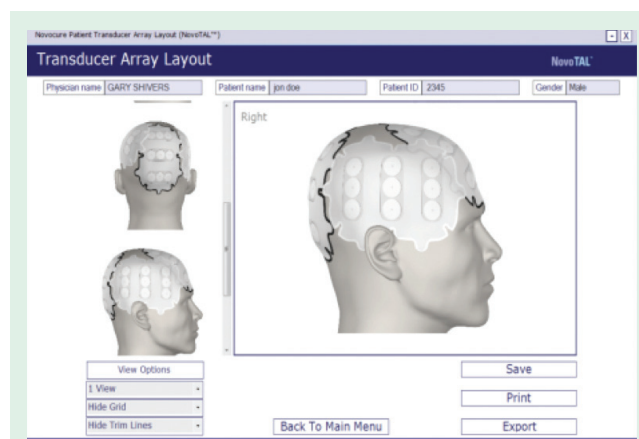 Novocure Patient Transducer Array Layout (NovoTAL™)
- X
Transducer Array Layout
NovoTAL™
Physician name GARY SHIVERS Patient name jon doe Patient ID 2345 Gender Male
Right
View Options
1 View
Hide Grid
Hide Trim Lines
Save
Print
Back To Main Menu
Export